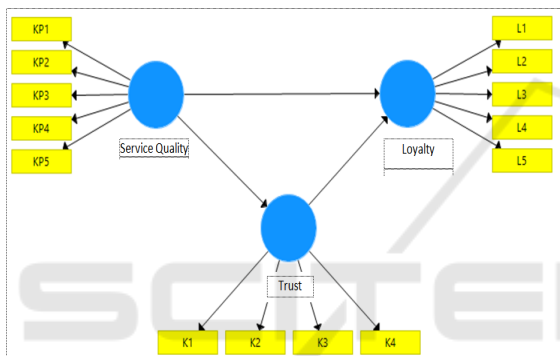 KP1
KP2
KP3
KP4
KP5
Service Quality
L1
L2
L3
L4
L5
Loyalty
Trust
K1
K2
K3
K4